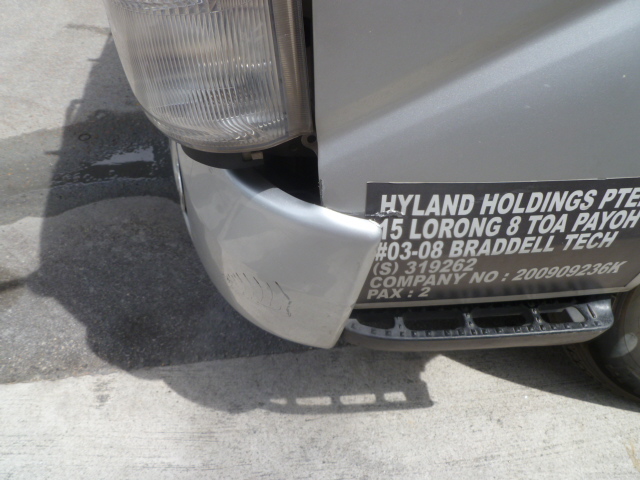 HYLAND HOLDINGS PTE
15 LORONG 8 TOA PAYOH
#03-08 BRADDELL TECH
(S) 319262
COMPANY NO : 200909236K
PAX : 2